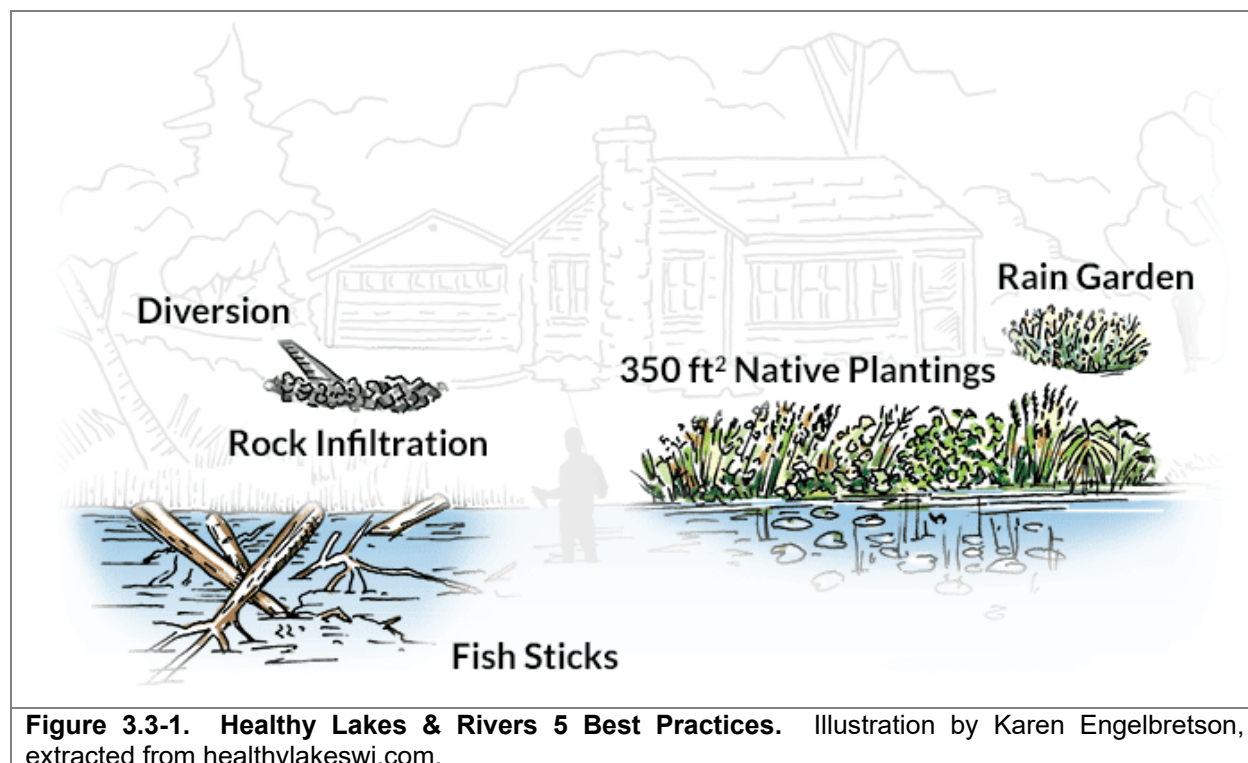 Rain Garden
Diversion
350 ft² Native Plantings
Rock Infiltration
Fish Sticks
Figure 3.3-1. Healthy Lakes & Rivers 5 Best Practices. Illustration by Karen Engelbretson,
extracted from healthylakeswi.com.